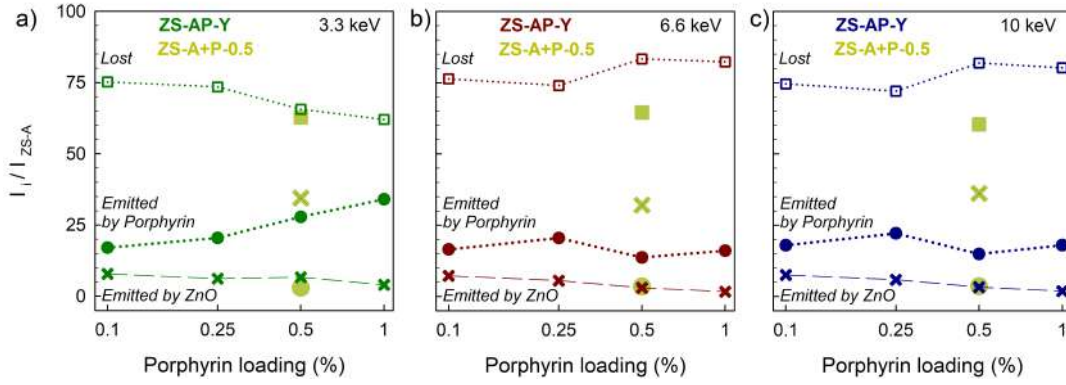 a)
ZS-AP-Y
3.3 keV
ZS-A+P-0.5
Lost
Emitted
by Porphyrin
Emitted by ZnO
100
75
50
25
0
I i / I ZS-A
0.1
0.25
0.5
1
Porphyrin loading (%)
b)
ZS-AP-Y
6.6 keV
ZS-A+P-0.5
Lost
Emitted
by Porphyrin
Emitted by ZnO
0.1
0.25
0.5
1
Porphyrin loading (%)
c)
ZS-AP-Y
10 keV
ZS-A+P-0.5
Lost
Emitted
by Porphyrin
Emitted by ZnO
0.1
0.25
0.5
1
Porphyrin loading (%)